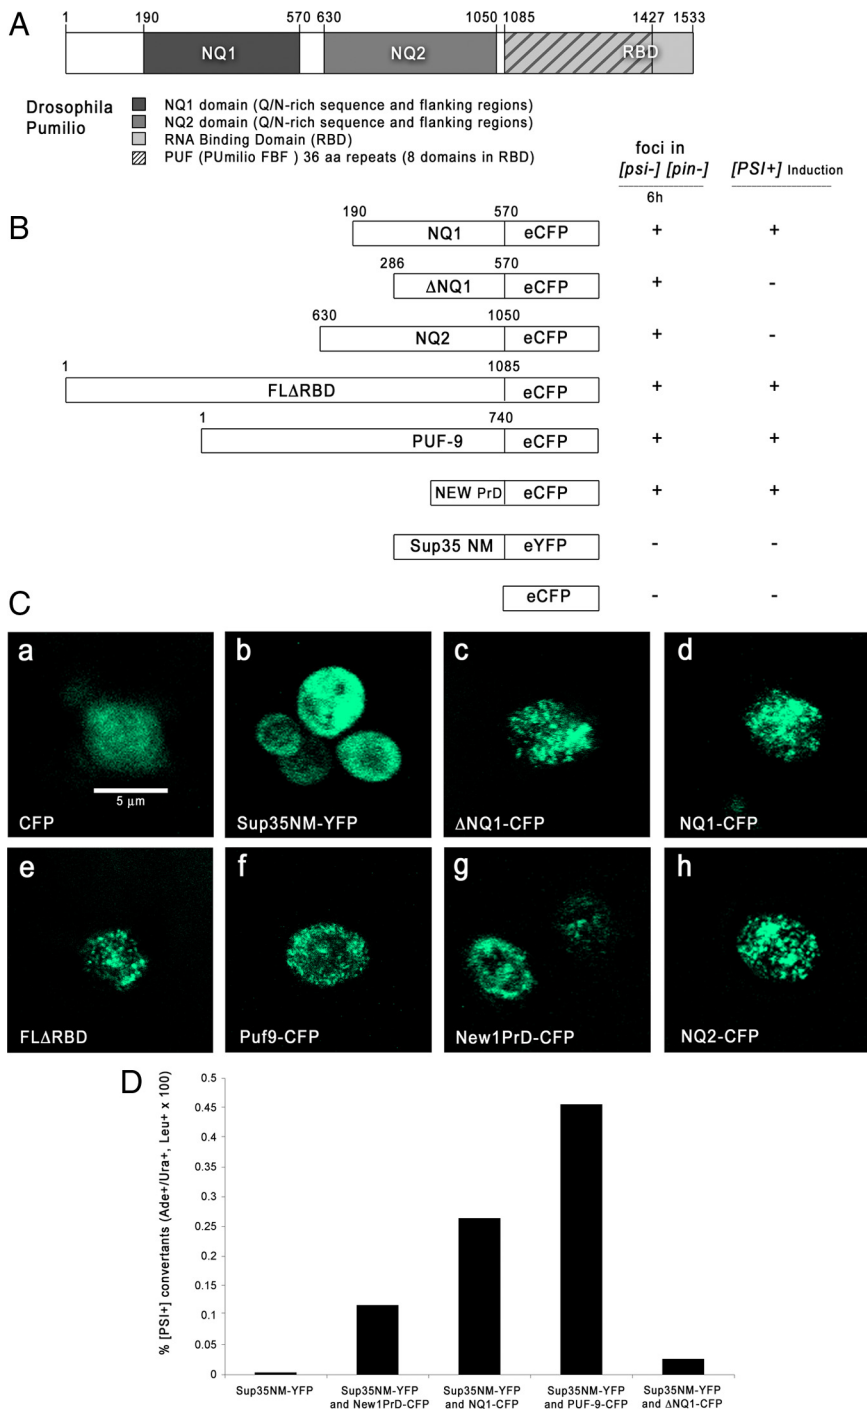 A
1 190 570 630 1050 1085 1427 1533
NQ1 NQ2 RBD
Drosophila Pumilio
NQ1 domain (Q/N-rich sequence and flanking regions)
NQ2 domain (Q/N-rich sequence and flanking regions)
RNA Binding Domain (RBD)
PUF (PUmilio FBF ) 36 aa repeats (8 domains in RBD)
foci in
[psi-] [pin-] [PSI+] Induction
6h
B
190 570
NQ1 eCFP + +
286 570
ΔNQ1 eCFP + -
630 1050
NQ2 eCFP + -
1 1085
FLΔRBD eCFP + +
1 740
PUF-9 eCFP + +
NEW PrD eCFP + +
Sup35 NM eYFP - -
eCFP - -
C
a b c d
5 μm
CFP Sup35NM-YFP ΔNQ1-CFP NQ1-CFP
e f g h
FLΔRBD Puf9-CFP New1PrD-CFP NQ2-CFP
D
% [PSI+] convertants (Ade+/Ura+, Leu+ x 100)
0.5
0.45
0.4
0.35
0.3
0.25
0.2
0.15
0.1
0.05
0
Sup35NM-YFP Sup35NM-YFP Sup35NM-YFP Sup35NM-YFP Sup35NM-YFP
and New1PrD-CFP and NQ1-CFP and PUF-9-CFP and ΔNQ1-CFP